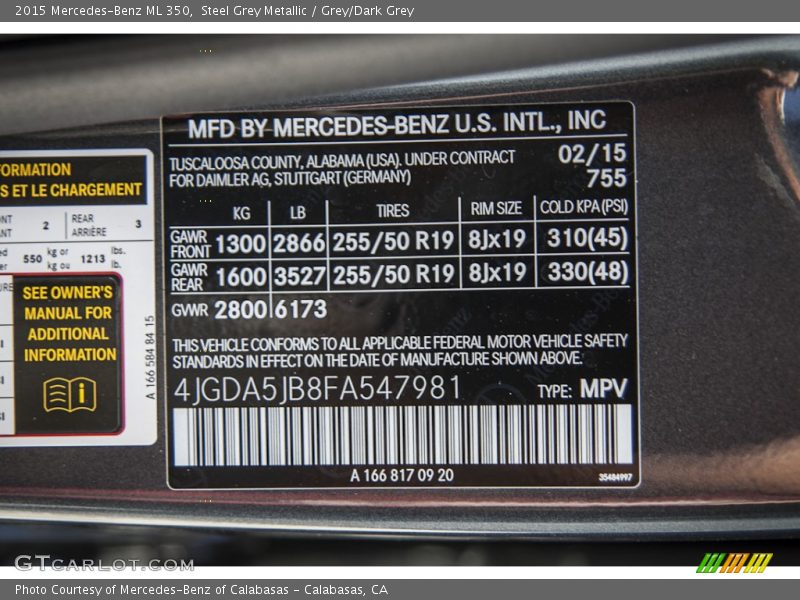 2015 Mercedes-Benz ML 350, Steel Grey Metallic / Grey/Dark Grey
MFD BY MERCEDES-BENZ U.S. INTL., INC
TUSCALOOSA COUNTY, ALABAMA (USA). UNDER CONTRACT
FOR DAIMLER AG, STUTTGART (GERMANY)
02/15
755
KG LB TIRES RIM SIZE COLD KPA (PSI)
GAWR FRONT 1300 2866 255/50 R19 8Jx19 310(45)
GAWR REAR 1600 3527 255/50 R19 8Jx19 330(48)
GWR 2800 6173
THIS VEHICLE CONFORMS TO ALL APPLICABLE FEDERAL MOTOR VEHICLE SAFETY
STANDARDS IN EFFECT ON THE DATE OF MANUFACTURE SHOWN ABOVE.
4JGDA5JB8FA547981 TYPE: MPV
A 166 817 09 20
35484997
ORMATION
S ET LE CHARGEMENT
2 REAR ARRIÈRE 3
550 kg or kg ou 1213 lbs. lb.
SEE OWNER'S
MANUAL FOR
ADDITIONAL
INFORMATION
i
A 166 584 84 15
GTCARLOT.COM
Photo Courtesy of Mercedes-Benz of Calabasas - Calabasas, CA